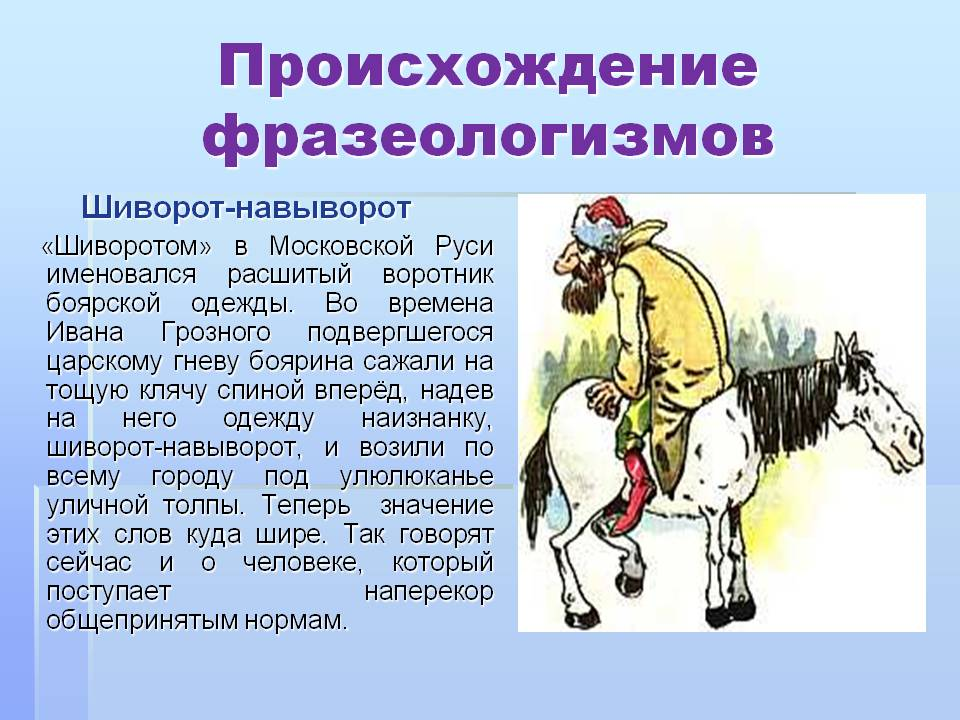 Происхождение
фразеологизмов
Шиворот-навыворот
«Шиворотом» в Московской Руси
именовался расшитый воротник
боярской одежды. Во времена
Ивана Грозного подвергшегося
царскому гневу боярина сажали на
тощую клячу спиной вперёд, надев
на него одежду наизнанку,
шиворот-навыворот, и возили по
всему городу под улюлюканье
уличной толпы. Теперь значение
этих слов куда шире. Так говорят
сейчас и о человеке, который
поступает наперекор
общепринятым нормам.